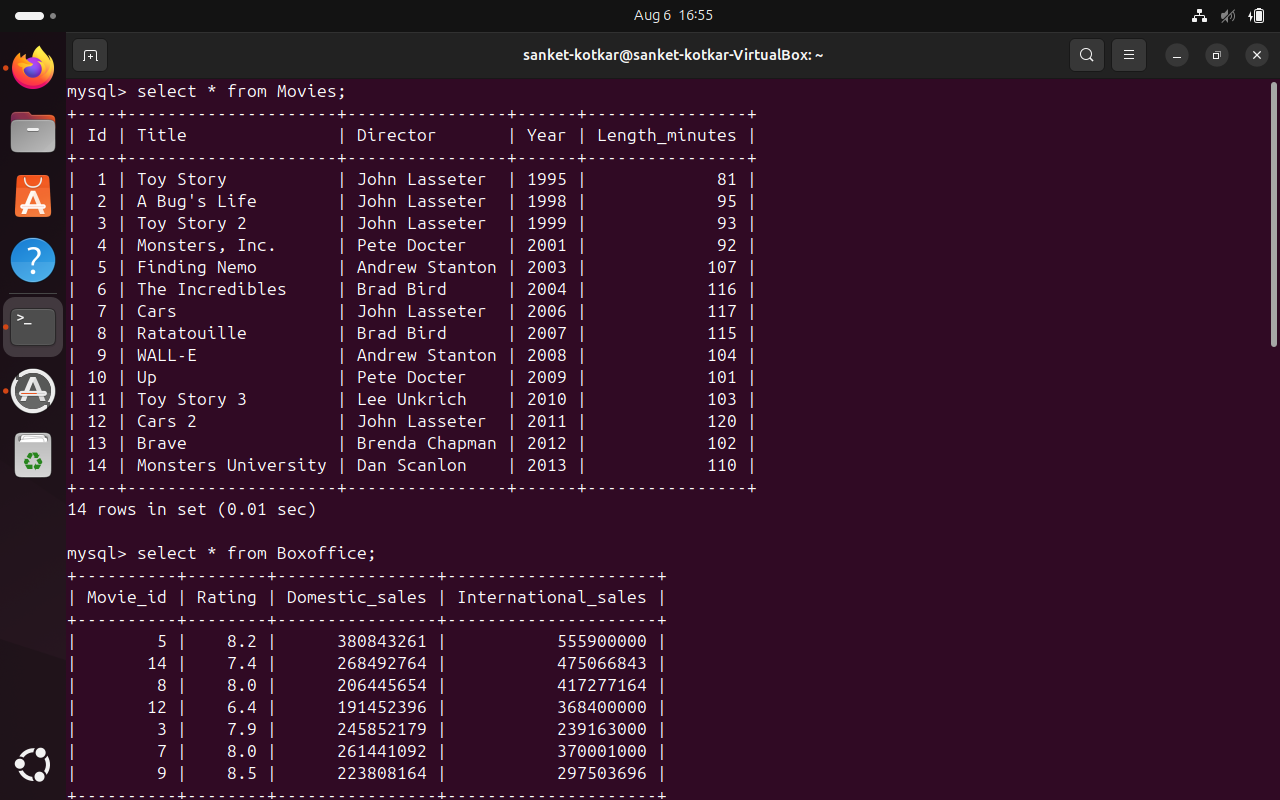 Aug 6 16:55
sanket-kotkar@sanket-kotkar-VirtualBox: ~
mysql> select * from Movies;
+----+---------------------+----------------+------+----------------+
| Id | Title               | Director       | Year | Length_minutes |
+----+---------------------+----------------+------+----------------+
|  1 | Toy Story           | John Lasseter  | 1995 |             81 |
|  2 | A Bug's Life        | John Lasseter  | 1998 |             95 |
|  3 | Toy Story 2         | John Lasseter  | 1999 |             93 |
|  4 | Monsters, Inc.      | Pete Docter    | 2001 |             92 |
|  5 | Finding Nemo        | Andrew Stanton | 2003 |            107 |
|  6 | The Incredibles     | Brad Bird      | 2004 |            116 |
|  7 | Cars                | John Lasseter  | 2006 |            117 |
|  8 | Ratatouille         | Brad Bird      | 2007 |            115 |
|  9 | WALL-E              | Andrew Stanton | 2008 |            104 |
| 10 | Up                  | Pete Docter    | 2009 |            101 |
| 11 | Toy Story 3         | Lee Unkrich    | 2010 |            103 |
| 12 | Cars 2              | John Lasseter  | 2011 |            120 |
| 13 | Brave               | Brenda Chapman | 2012 |            102 |
| 14 | Monsters University | Dan Scanlon    | 2013 |            110 |
+----+---------------------+----------------+------+----------------+
14 rows in set (0.01 sec)
mysql> select * from Boxoffice;
+----------+--------+----------------+---------------------+
| Movie_id | Rating | Domestic_sales | International_sales |
+----------+--------+----------------+---------------------+
|        5 |    8.2 |      380843261 |           555900000 |
|       14 |    7.4 |      268492764 |           475066843 |
|        8 |    8.0 |      206445654 |           417277164 |
|       12 |    6.4 |      191452396 |           368400000 |
|        3 |    7.9 |      245852179 |           239163000 |
|        7 |    8.0 |      261441092 |           370001000 |
|        9 |    8.5 |      223808164 |           297503696 |
+----------+--------+----------------+---------------------+